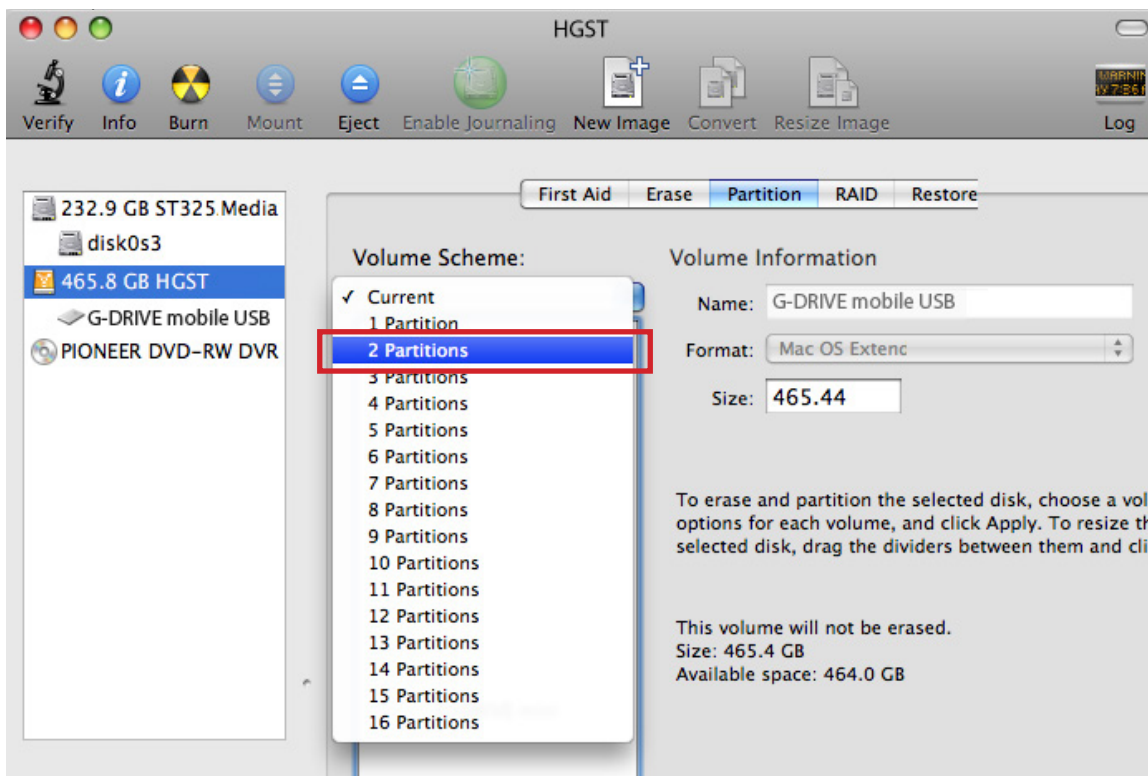 HGST
Verify Info Burn Mount Eject Enable Journaling New Image Convert Resize Image Log
First Aid Erase Partition RAID Restore
232.9 GB ST325 Media
disk0s3
465.8 GB HGST
G-DRIVE mobile USB
PIONEER DVD-RW DVR
Volume Scheme:
✓ Current
1 Partition
2 Partitions
3 Partitions
4 Partitions
5 Partitions
6 Partitions
7 Partitions
8 Partitions
9 Partitions
10 Partitions
11 Partitions
12 Partitions
13 Partitions
14 Partitions
15 Partitions
16 Partitions
Volume Information
Name: G-DRIVE mobile USB
Format: Mac OS Exten
Size: 465.44
To erase and partition the selected disk, choose a vol
options for each volume, and click Apply. To resize th
selected disk, drag the dividers between them and cli
This volume will not be erased.
Size: 465.4 GB
Available space: 464.0 GB